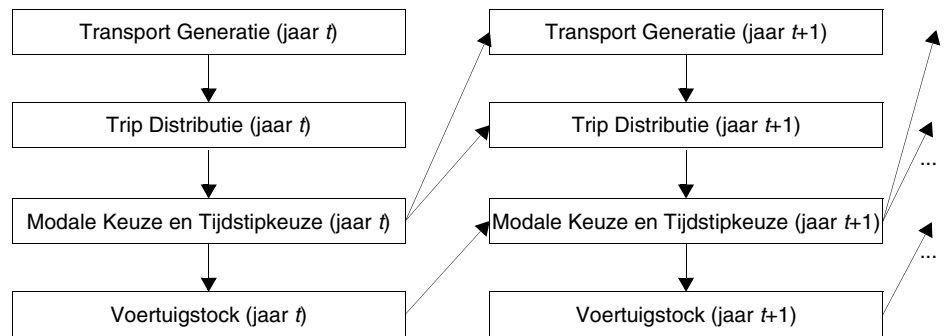 Transport Generatie (jaar t)
Transport Generatie (jaar t+1)
Trip Distributie (jaar t)
Trip Distributie (jaar t+1)
...
Modale Keuze en Tijdstipkeuze (jaar t)
Modale Keuze en Tijdstipkeuze (jaar t+1)
...
Voertuigstock (jaar t)
Voertuigstock (jaar t+1)